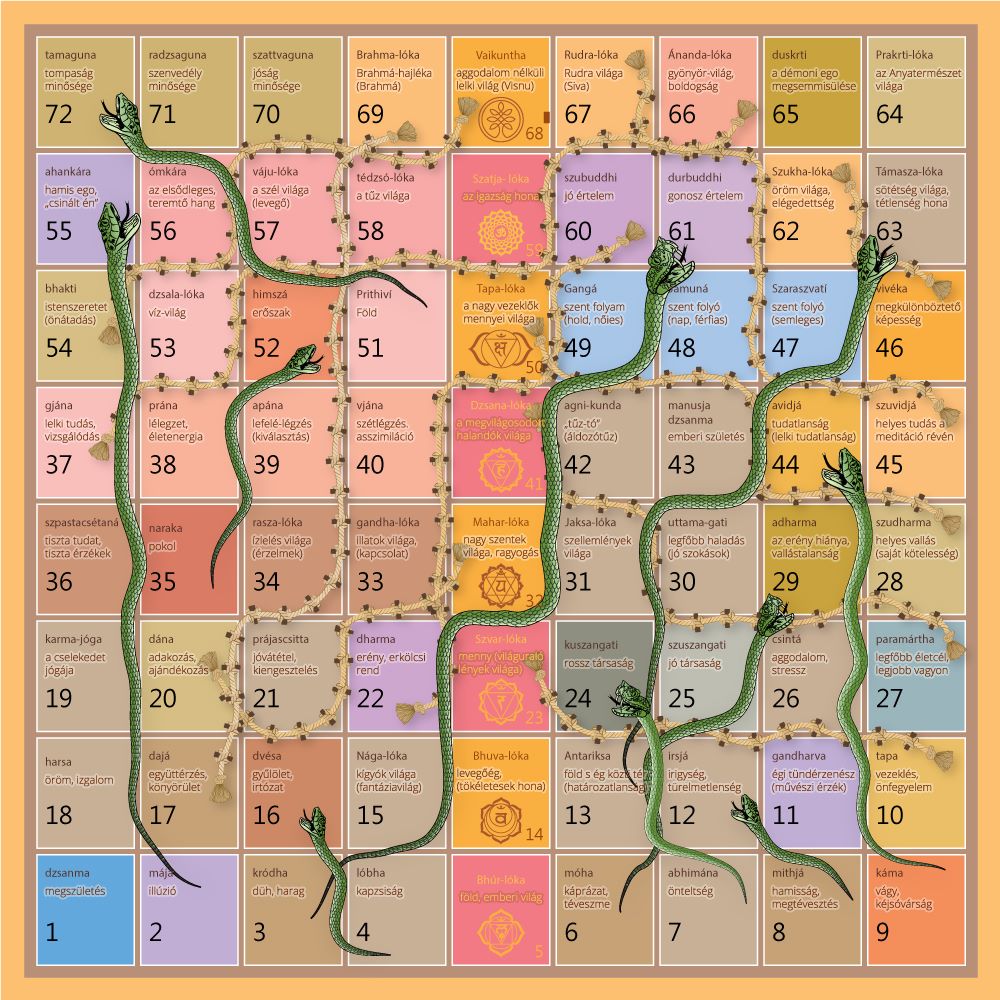 tamaguna
tompaság
minősége
72
radzsaguna
szenvedély
minősége
71
szattvaguna
jóság
minősége
70
Brahma-lóka
Brahmá-hajléka
(Brahmá)
69
Vaikuntha
aggodalom nélküli
lelki világ (Visnu)
68
Rudra-lóka
Rudra világa
(Siva)
67
Ánanda-lóka
gyönyör-világ,
boldogság
66
duskrti
a démoni ego
megsemmisülése
65
Prakrti-lóka
az Anyatermészet
világa
64
ahankára
hamis ego,
„csinált én”
55
ómkára
az elsődleges,
teremtő hang
56
váju-lóka
a szél világa
(levegő)
57
tédzsó-lóka
a tűz világa
58
Szatja- lóka
az igazság hona
59
szubuddhi
jó értelem
60
durbuddhi
gonosz értelem
61
Szukha-lóka
öröm világa,
elégedettség
62
Támasza-lóka
sötétség világa,
tétlenség hona
63
bhakti
istenszeretet
(önátadás)
54
dzsala-lóka
víz-világ
53
himszá
erőszak
52
Prithiví
Föld
51
Tapa-lóka
a nagy vezeklők
mennyei világa
क्षं
50
Gangá
szent folyam
(hold, nőies)
49
szent folyó
(nap, férfias)
48
Szaraszvatí
szent folyó
(semleges)
47
vivéka
megkülönböztető
képesség
46
gjána
lelki tudás,
vizsgálódás
37
prána
lélegzet,
életenergia
38
apána
lefelé-légzés
(kiválasztás)
39
vjána
szétlégzés.
asszimiláció
40
Dzsana-lóka
a megvilágosodott
halandók világa
41
agni-kunda
„tűz-tó”
(áldozótűz)
42
manusja
dzsanma
emberi születés
43
avidjá
tudatlanság
(lelki tudatlanság)
44
szuvidjá
helyes tudás a
meditáció révén
45
szpastacsétaná
tiszta tudat,
tiszta érzékek
36
naraka
pokol
35
rasza-lóka
ízlelés világa
(érzelmek)
34
gandha-lóka
illatok világa,
(kapcsolat)
33
Mahar-lóka
nagy szentek
világa, ragyogás
32
Jaksa-lóka
szellemlények
világa
31
uttama-gati
legfőbb haladás
(jó szokások)
30
adharma
az erény hiánya,
vallástalanság
29
szudharma
helyes vallás
(saját kötelesség)
28
karma-jóga
a cselekedet
jógája
19
dána
adakozás,
ajándékozás
20
prájascsitta
jóvátétel,
kiengesztelés
21
dharma
erény, erkölcsi
rend
22
Szvar-lóka
menny (világuraló
lények világa)
23
kuszangati
rossz társaság
24
szuszangati
jó társaság
25
csintá
aggodalom,
stressz
26
paramártha
legfőbb életcél,
legjobb vagyon
27
harsa
öröm, izgalom
18
dajá
együttérzés,
könyörület
17
dvésa
gyűlölet,
irtózat
16
Nága-lóka
kígyók világa
(fantáziavilág)
15
Bhuva-lóka
levegőég,
(tökéletesek hona)
14
Antariksa
föld s ég közti tér
(határozatlanság)
13
irsjá
irigység,
türelmetlenség
12
gandharva
égi tündérzenész
(művészi érzék)
11
tapa
vezeklés,
önfegyelem
10
dzsanma
megszületés
1
májá
illúzió
2
kródha
düh, harag
3
lóbha
kapzsiság
4
Bhúr-lóka
föld, emberi világ
5
móha
káprázat,
téveszme
6
abhimána
önteltség
7
mithjá
hamisság,
megtévesztés
8
káma
vágy,
kéjsóvárság
9